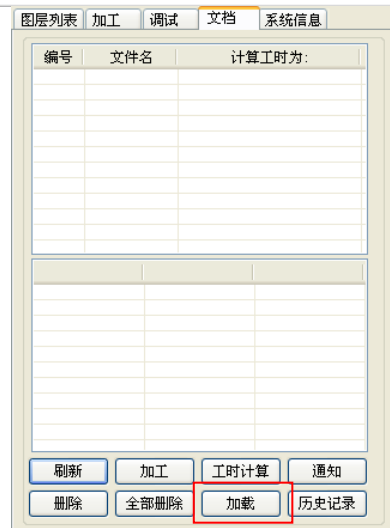 图层列表 加工 调试 文档 系统信息
编号 文件名 计算工时为:
刷新 加工 工时计算 通知
删除 全部删除 加载 历史记录